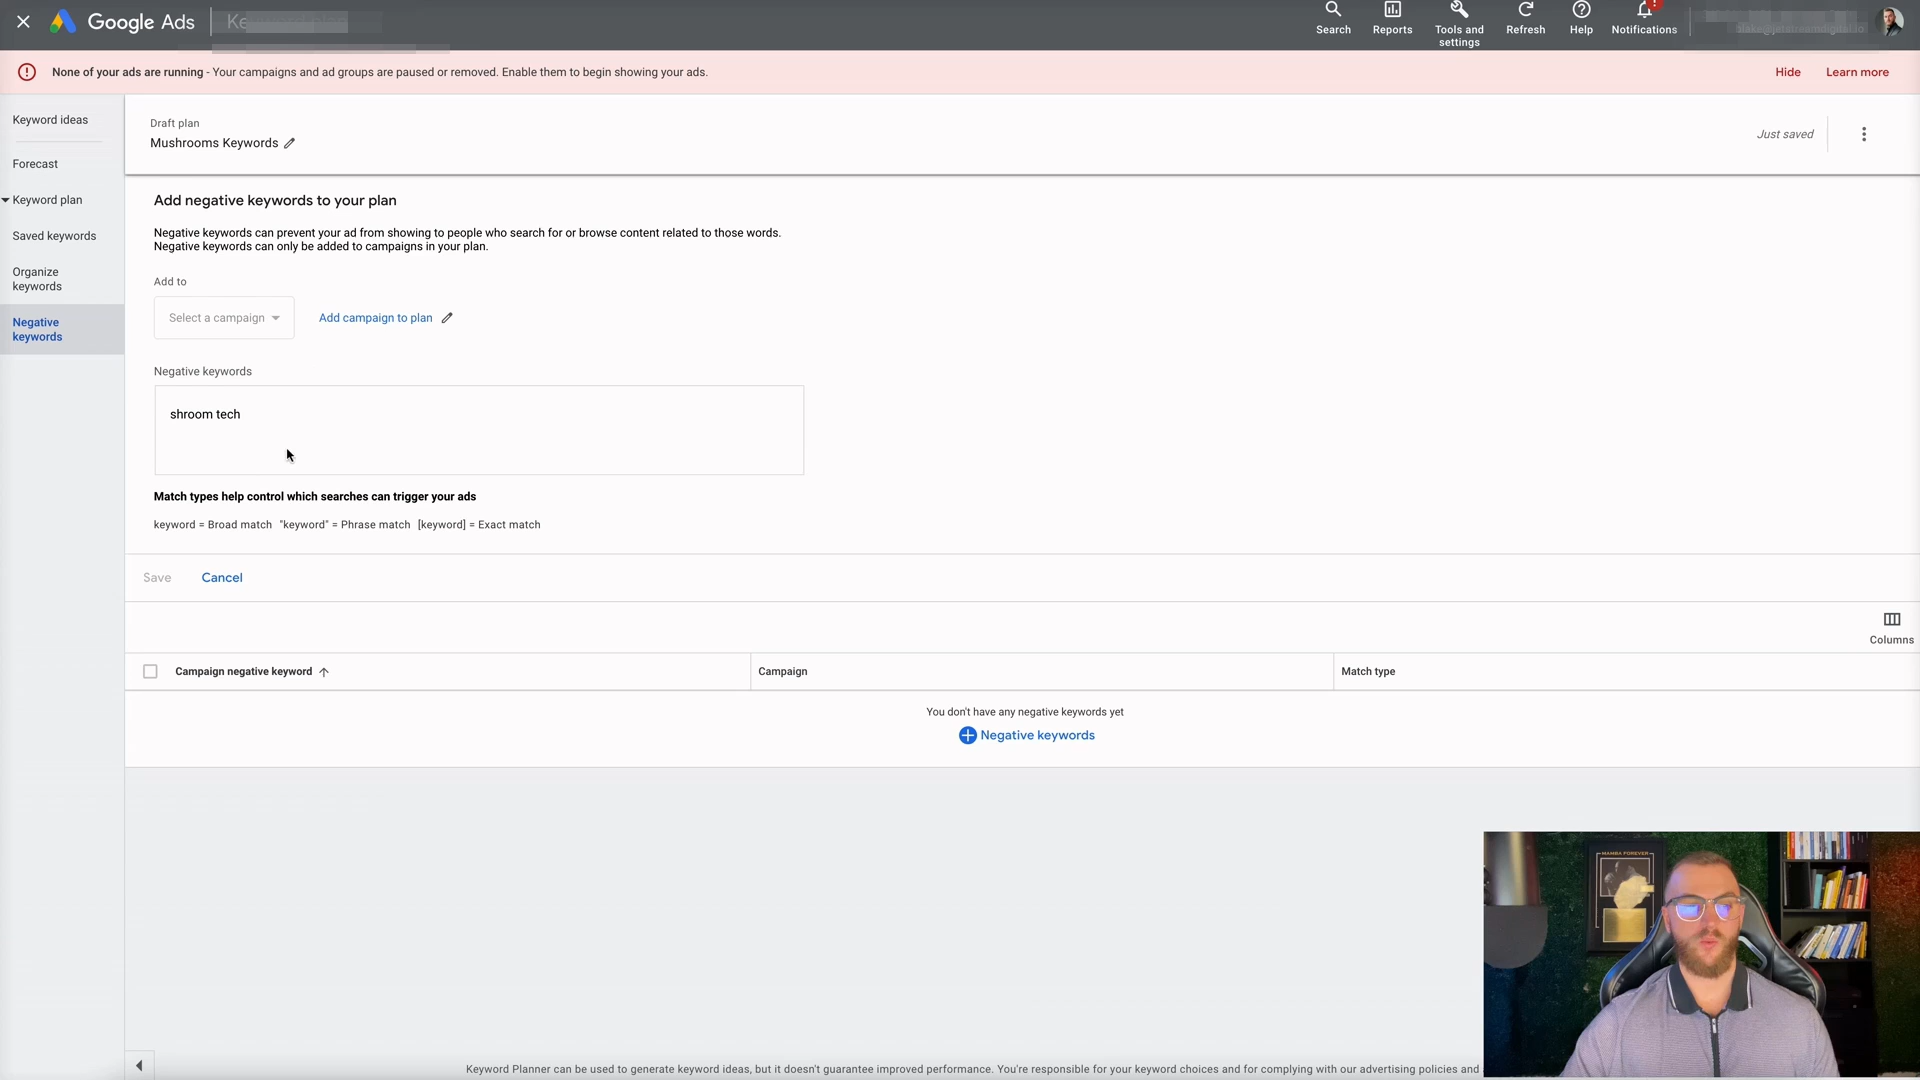 Google Ads
Search
Reports
Tools and
settings
Refresh
Help
Notifications
None of your ads are running - Your campaigns and ad groups are paused or removed. Enable them to begin showing your ads.
Hide
Learn more
Keyword ideas
Forecast
Keyword plan
Saved keywords
Organize
keywords
Negative
keywords
Draft plan
Mushrooms Keywords
Just saved
Add negative keywords to your plan
Negative keywords can prevent your ad from showing to people who search for or browse content related to those words.
Negative keywords can only be added to campaigns in your plan.
Add to
Select a campaign
Add campaign to plan
Negative keywords
shroom tech
Match types help control which searches can trigger your ads
keyword = Broad match "keyword" = Phrase match [keyword] = Exact match
Save
Cancel
Columns
Campaign negative keyword
Campaign
Match type
You don't have any negative keywords yet
Negative keywords
MAMBA FOREVER
Keyword Planner can be used to generate keyword ideas, but it doesn't guarantee improved performance. You're responsible for your keyword choices and for complying with our advertising policies and